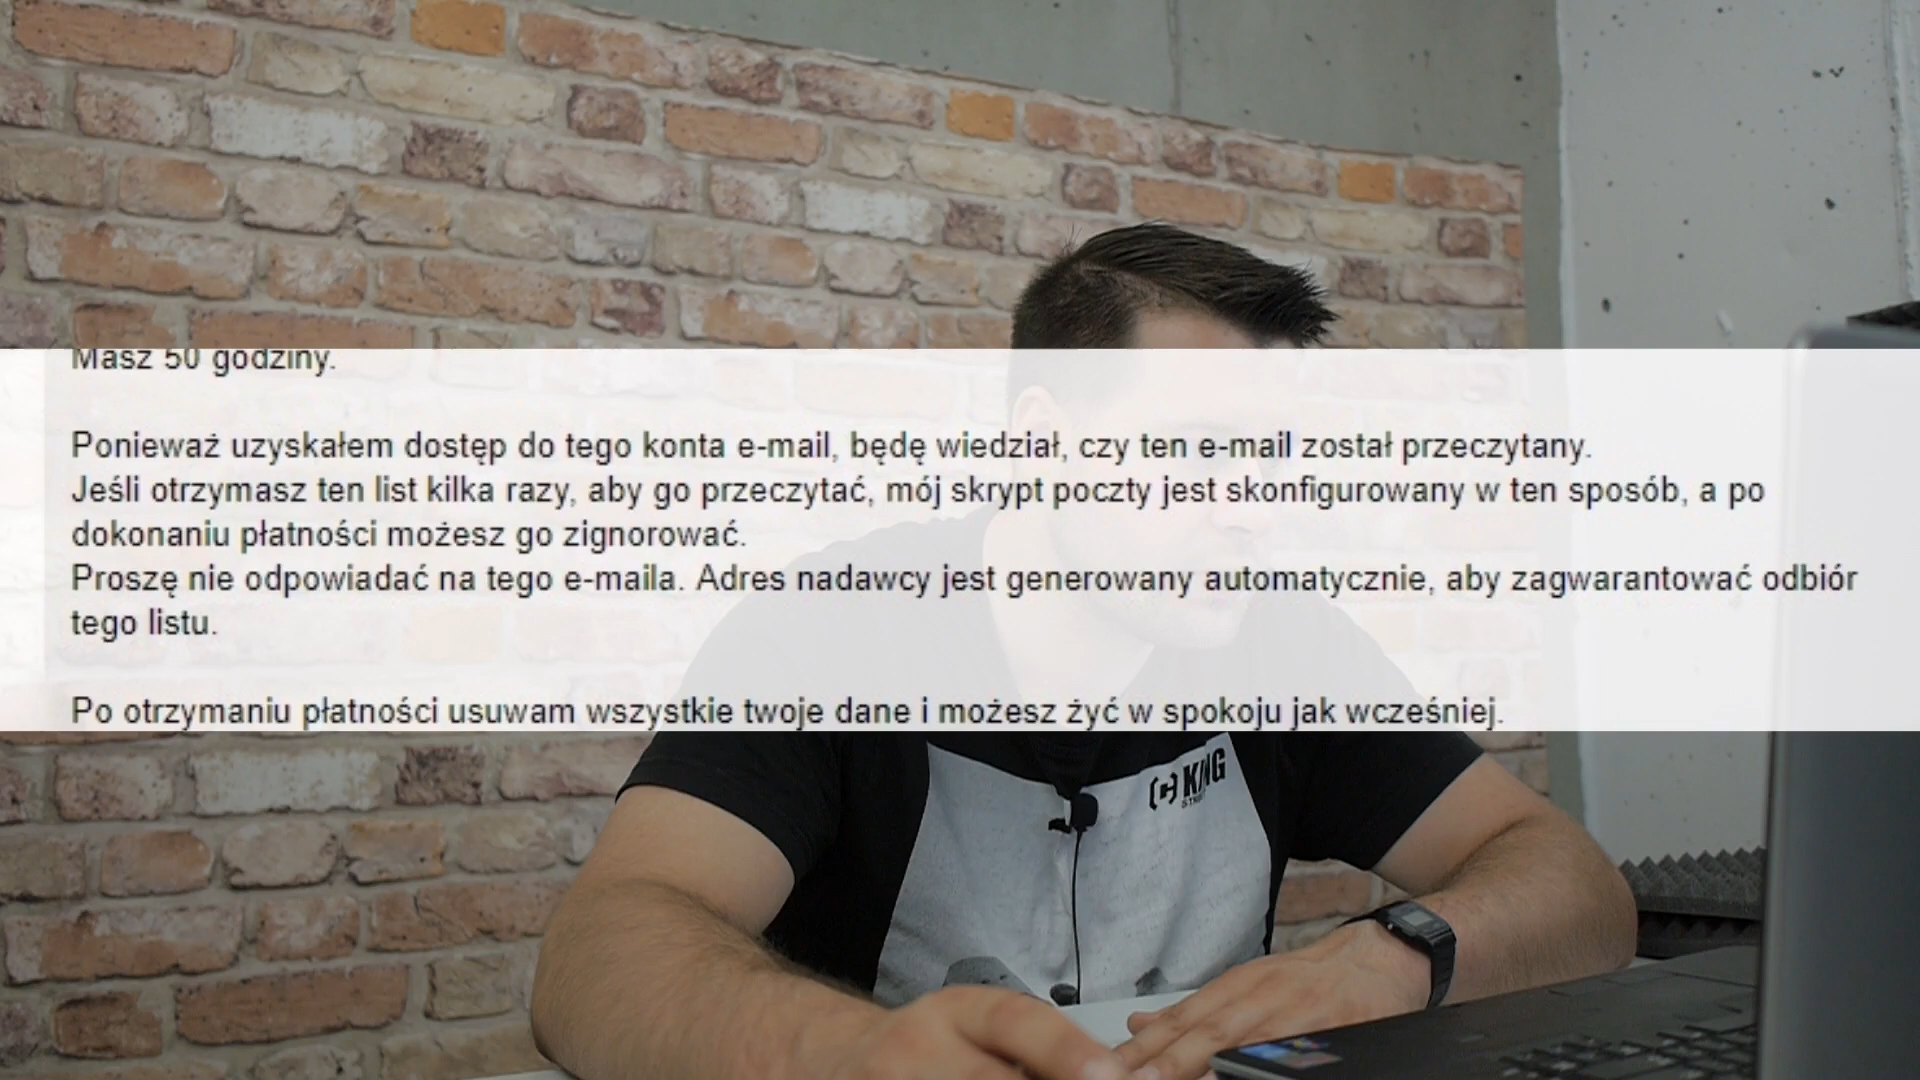 Masz 50 godziny.
Ponieważ uzyskałem dostęp do tego konta e-mail, będę wiedział, czy ten e-mail został przeczytany.
Jeśli otrzymasz ten list kilka razy, aby go przeczytać, mój skrypt poczty jest skonfigurowany w ten sposób, a po
dokonaniu płatności możesz go zignorować.
Proszę nie odpowiadać na tego e-maila. Adres nadawcy jest generowany automatycznie, aby zagwarantować odbiór
tego listu.
Po otrzymaniu płatności usuwam wszystkie twoje dane i możesz żyć w spokoju jak wcześniej.
KING